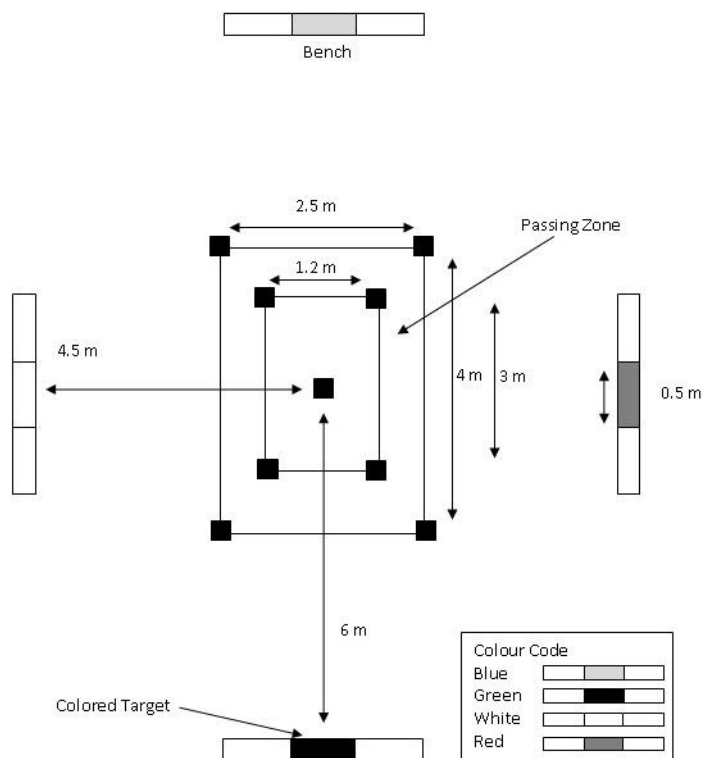 Bench
2.5 m
Passing Zone
1.2 m
4.5 m
4 m
3 m
0.5 m
6 m
Colour Code
Blue
Green
White
Red
Colored Target